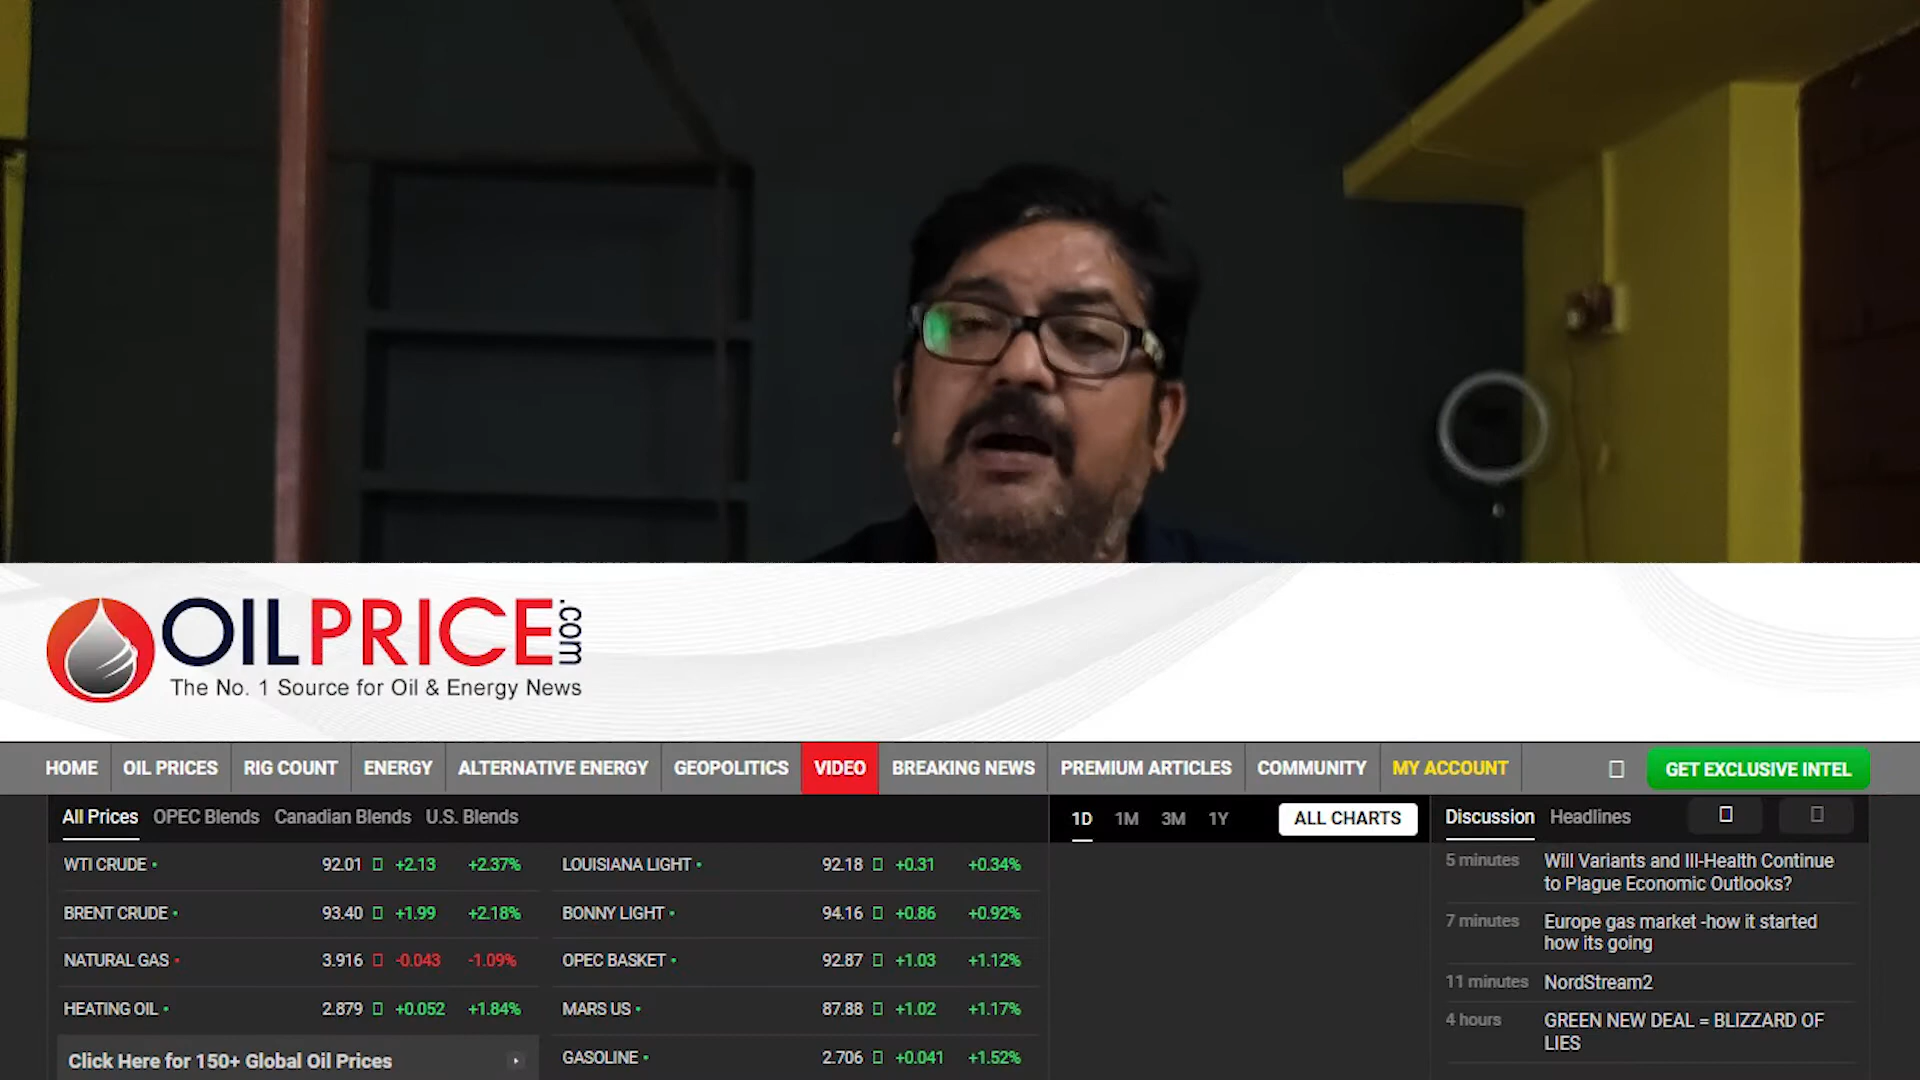 OILPRICE.com
The No. 1 Source for Oil & Energy News
HOME OIL PRICES RIG COUNT ENERGY ALTERNATIVE ENERGY GEOPOLITICS VIDEO BREAKING NEWS PREMIUM ARTICLES COMMUNITY MY ACCOUNT GET EXCLUSIVE INTEL
All Prices OPEC Blends Canadian Blends U.S. Blends
WTI CRUDE 92.01 +2.13 +2.37%
BRENT CRUDE 93.40 +1.99 +2.18%
NATURAL GAS 3.916 -0.043 -1.09%
HEATING OIL 2.879 +0.052 +1.84%
Click Here for 150+ Global Oil Prices
LOUISIANA LIGHT 92.18 +0.31 +0.34%
BONNY LIGHT 94.16 +0.86 +0.92%
OPEC BASKET 92.87 +1.03 +1.12%
MARS US 87.88 +1.02 +1.17%
GASOLINE 2.706 +0.041 +1.52%
1D 1M 3M 1Y ALL CHARTS
Discussion Headlines
5 minutes Will Variants and Ill-Health Continue
to Plague Economic Outlooks?
7 minutes Europe gas market -how it started
how its going
11 minutes NordStream2
4 hours GREEN NEW DEAL = BLIZZARD OF
LIES